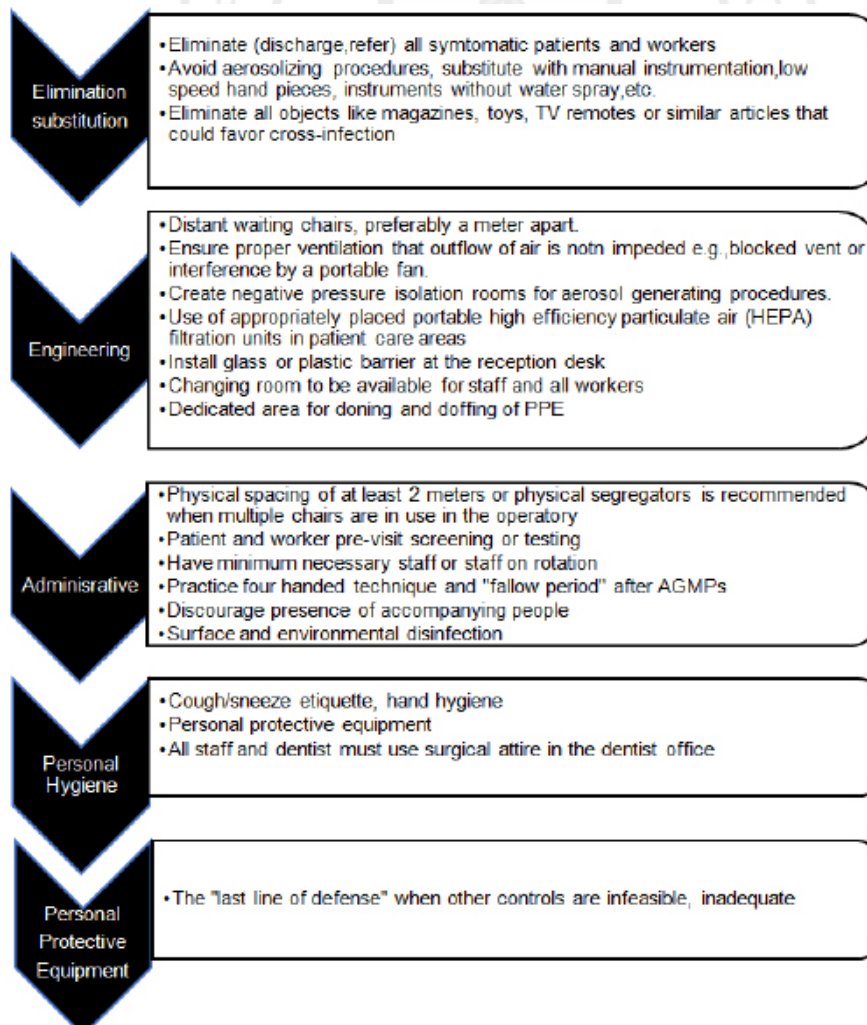 Elimination
substitution
•Eliminate (discharge,refer) all symtomatic patients and workers
•Avoid aerosolizing procedures, substitute with manual instrumentation,low
speed hand pieces, instruments without water spray,etc.
•Eliminate all objects like magazines, toys, TV remotes or similar articles that
could favor cross-infection
Engineering
•Distant waiting chairs, preferably a meter apart.
•Ensure proper ventilation that outflow of air is notn impeded e.g.,blocked vent or
interference by a portable fan.
•Create negative pressure isolation rooms for aerosol generating procedures.
•Use of appropriately placed portable high efficiency particulate air (HEPA)
filtration units in patient care areas
•Install glass or plastic barrier at the reception desk
•Changing room to be available for staff and all workers
•Dedicated area for doning and doffing of PPE
Adminisrative
•Physical spacing of at least 2 meters or physical segregators is recommended
when multiple chairs are in use in the operatory
•Patient and worker pre-visit screening or testing
•Have minimum necessary staff or staff on rotation
•Practice four handed technique and "fallow period" after AGMPs
•Discourage presence of accompanying people
•Surface and environmental disinfection
Personal
Hygiene
•Cough/sneeze etiquette, hand hygiene
•Personal protective equipment
•All staff and dentist must use surgical attire in the dentist office
Personal
Protective
Equipment
•The "last line of defense" when other controls are infeasible, inadequate